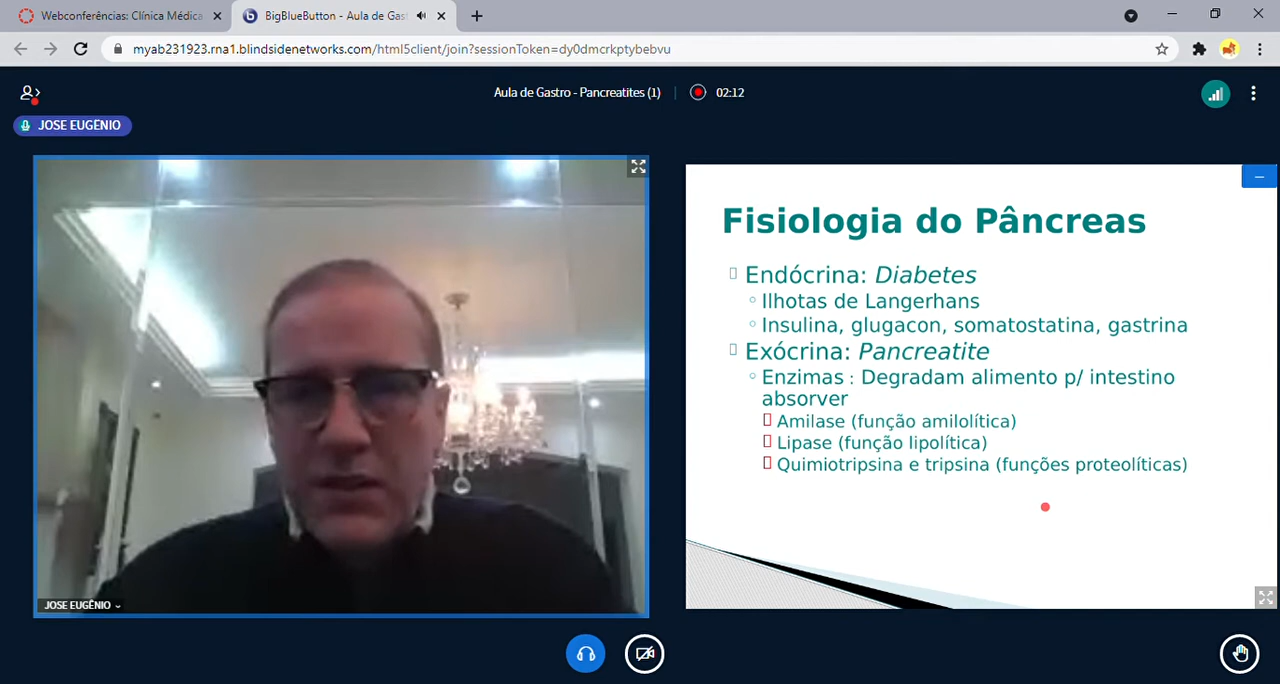 Webconferências: Clínica Médica
BigBlueButton - Aula de Gas
myab231923.rna1.blindsidenetworks.com/html5client/join?sessionToken=dy0dmcrkptybebvu
Aula de Gastro - Pancreatites (1)
02:12
JOSE EUGÊNIO
Fisiologia do Pâncreas
Endócrina: Diabetes
Ilhotas de Langerhans
Insulina, glugacon, somatostatina, gastrina
Exócrina: Pancreatite
Enzimas : Degradam alimento p/ intestino
absorver
Amilase (função amilolítica)
Lipase (função lipolítica)
Quimiotripsina e tripsina (funções proteolíticas)
JOSE EUGÊNIO